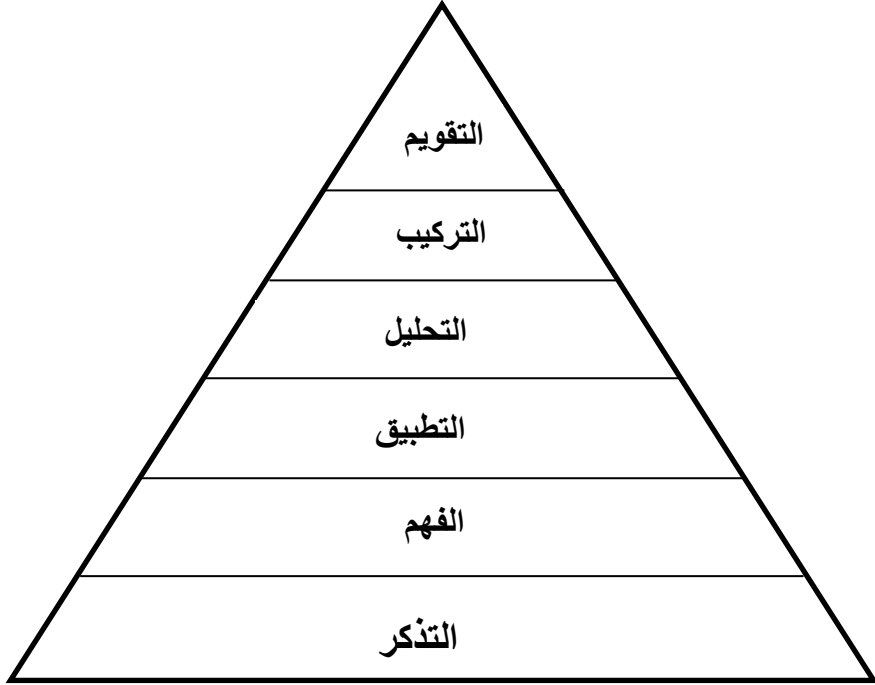 التقويم
التركيب
التحليل
التطبيق
الفهم
التذكر